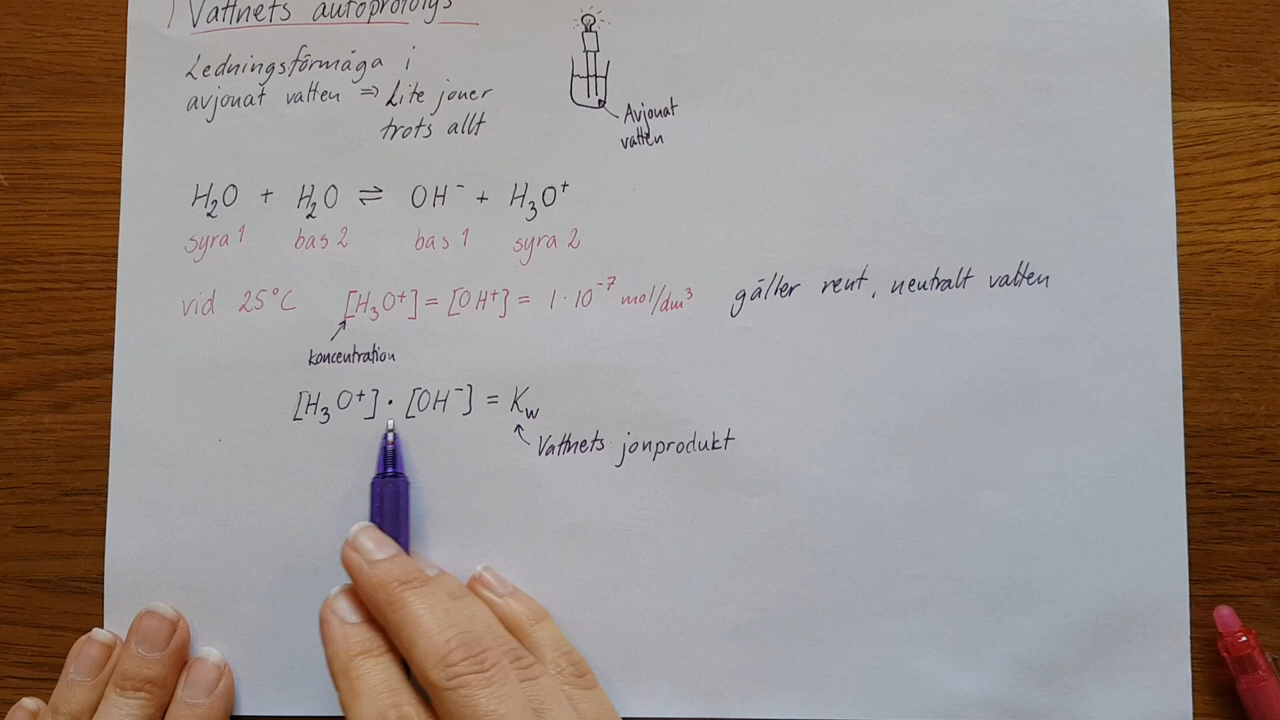 ) Vattnets autoprotolys
Ledningsförmåga i
avjonat vatten ⇒ Lite joner
trots allt
Avjonat
vatten
H₂O + H₂O ⇌ OH⁻ + H₃O⁺
syra 1 bas 2 bas 1 syra 2
vid 25°C [H₃O⁺] = [OH⁺] = 1·10⁻⁷ mol/dm³ gäller rent, neutralt vatten
koncentration
[H₃O⁺] · [OH⁻] = Kw
Vattnets jonprodukt